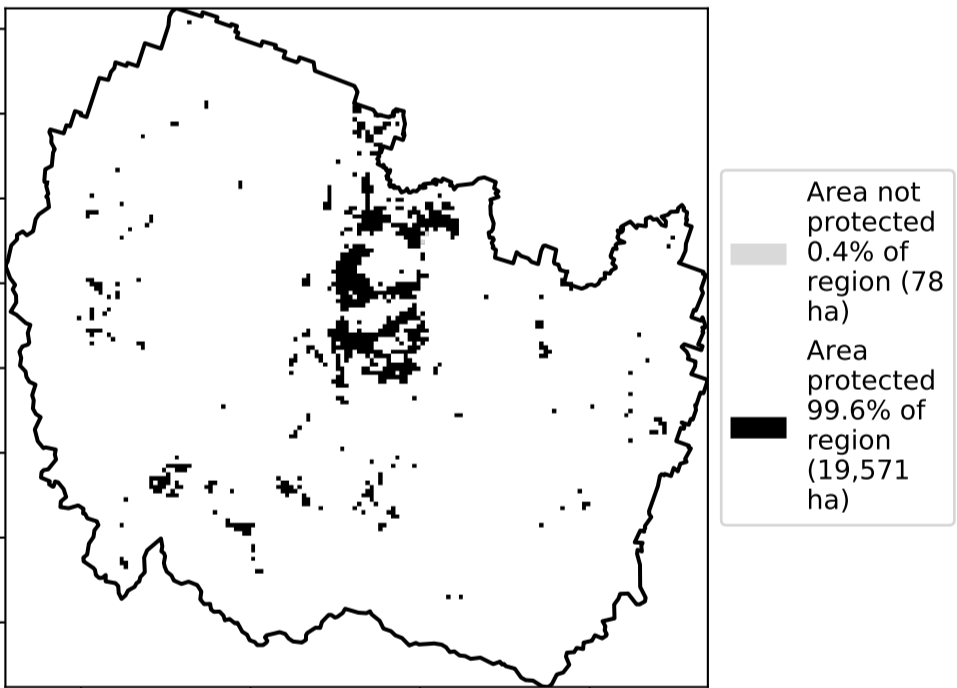 Area not
protected
0.4% of
region (78
ha)
Area
protected
99.6% of
region
(19,571
ha)